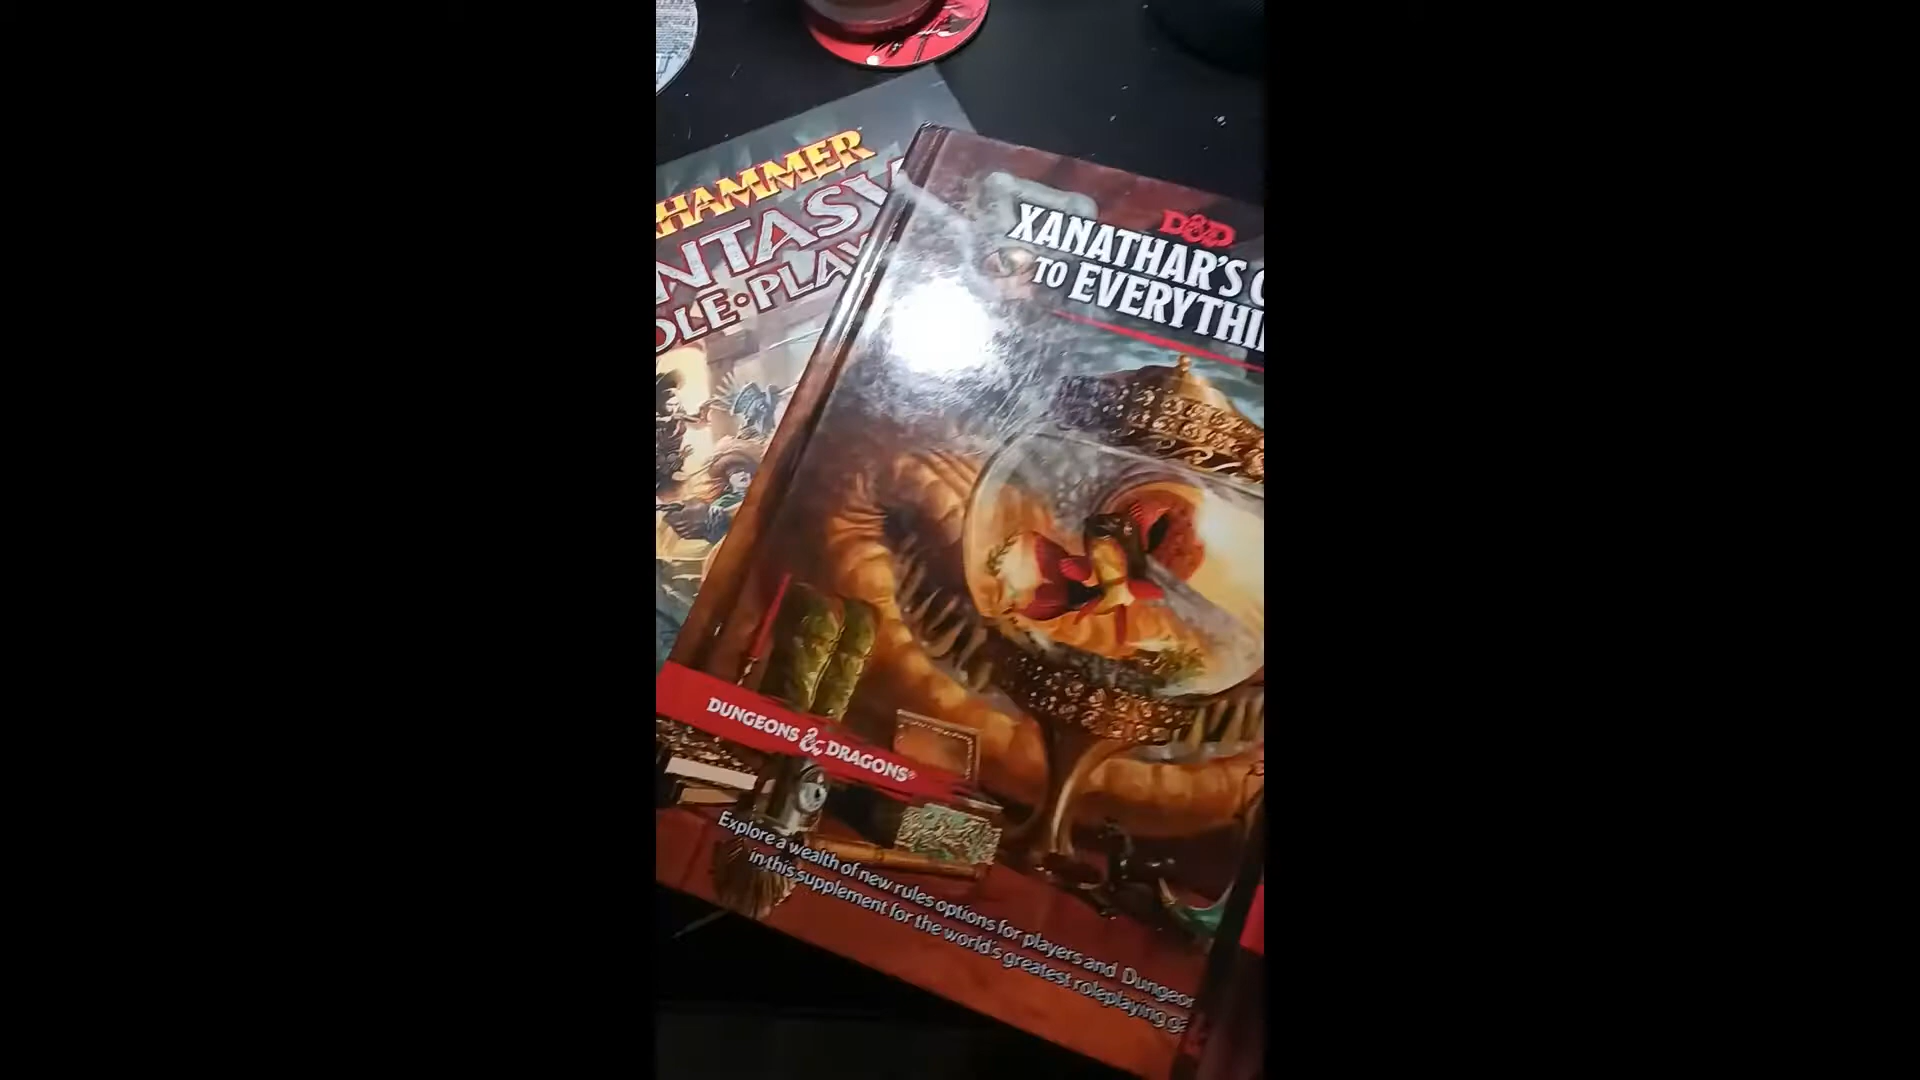 HAMMER
NTASY
OLE•PLAY
D&D
XANATHAR'S
TO EVERYTHI
DUNGEONS & DRAGONS®
Explore a wealth of new rules options for players and Dungeon
in this supplement for the world's greatest roleplaying ga